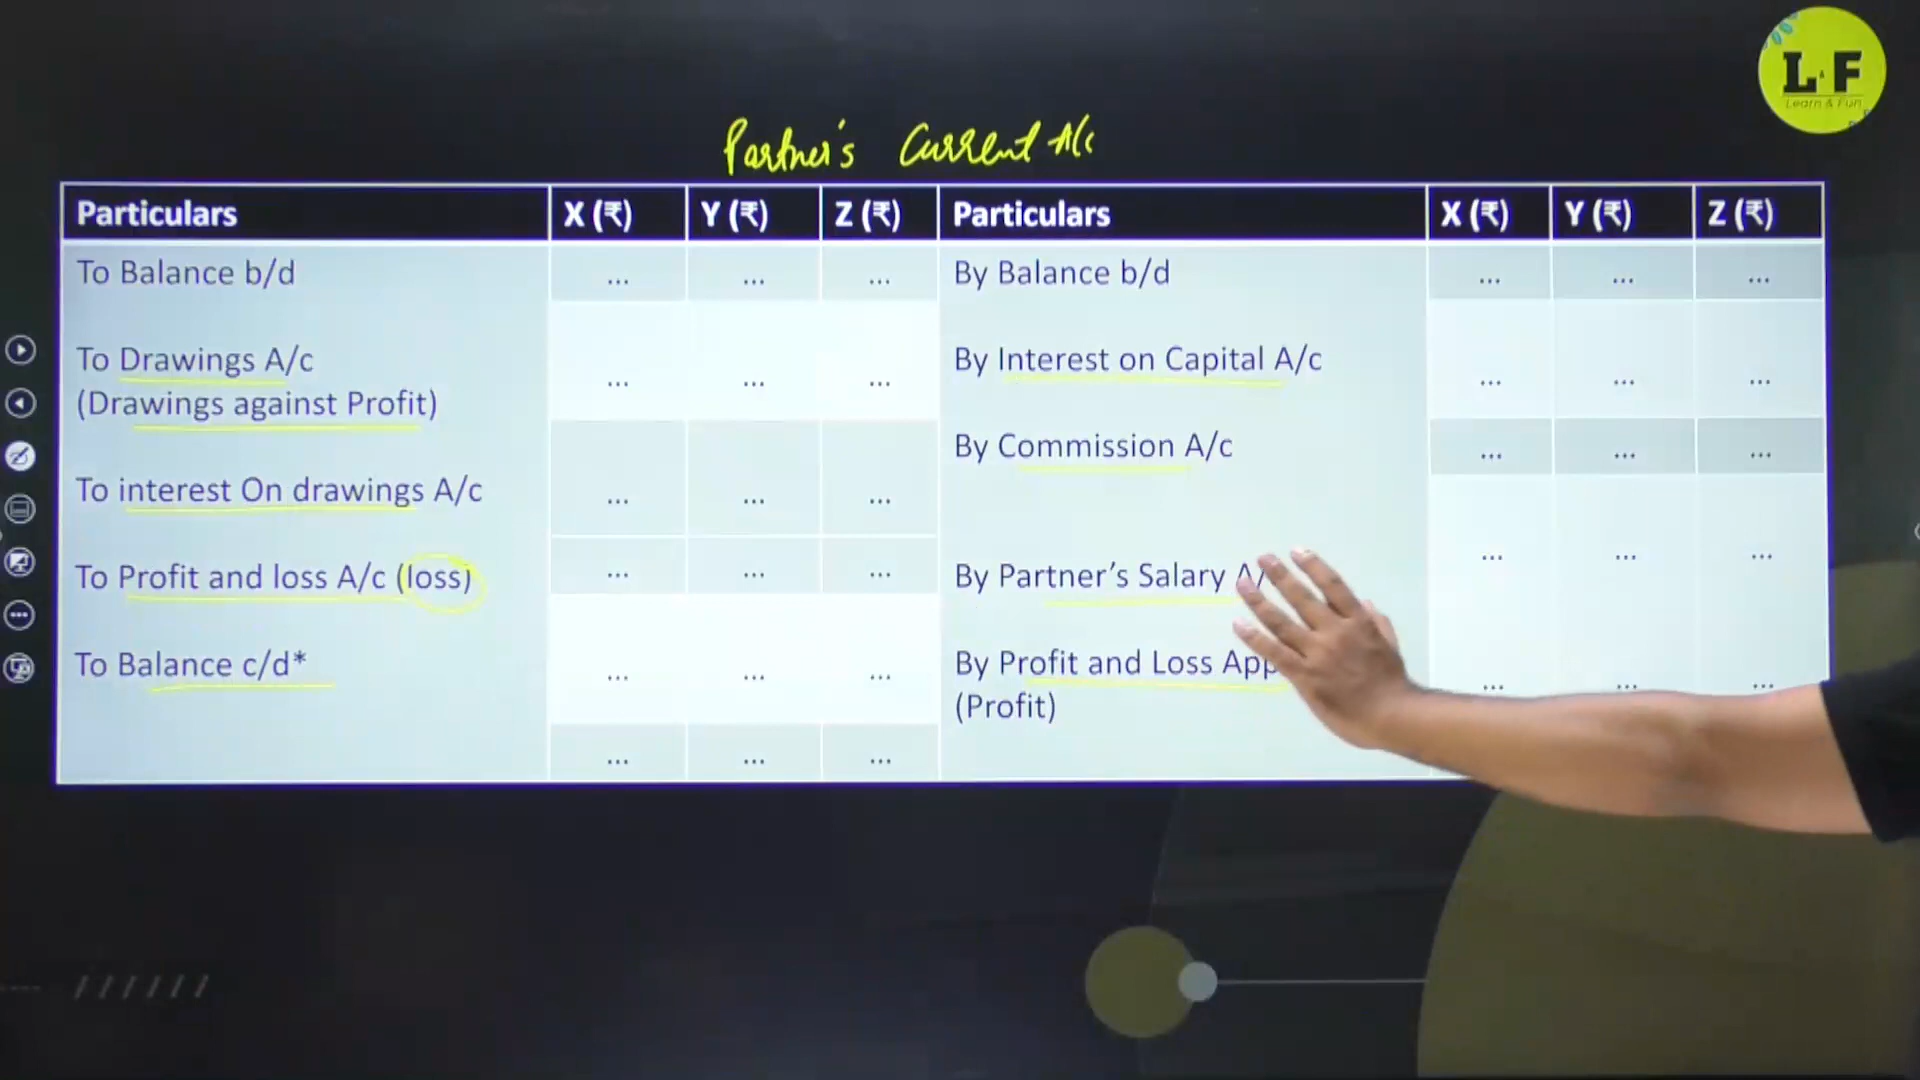 L & F
Learn & Fun
Partner's Current A/c
Particulars X (₹) Y (₹) Z (₹) Particulars X (₹) Y (₹) Z (₹)
To Balance b/d ... ... ... By Balance b/d ... ... ...
To Drawings A/c By Interest on Capital A/c
(Drawings against Profit) ... ... ... ... ... ...
By Commission A/c ... ... ...
To interest On drawings A/c ... ... ...
To Profit and loss A/c (loss) ... ... ... By Partner's Salary ... ... ...
To Balance c/d* ... ... ... By Profit and Loss ... ... ...
(Profit)
... ... ...